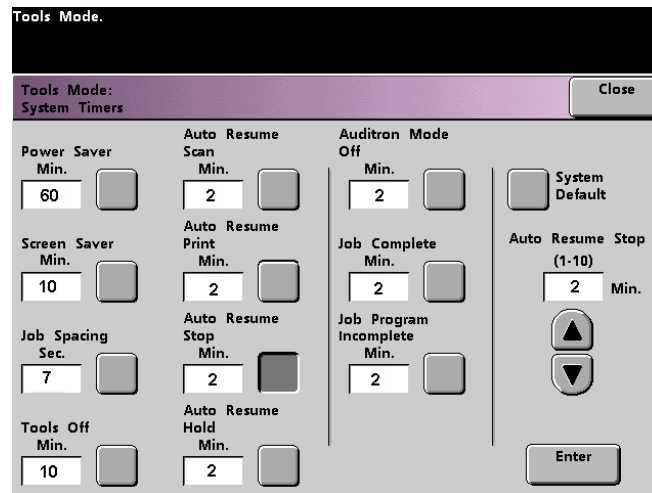 Tools Mode.
Tools Mode:
System Timers
Close
Power Saver
Min.
60
Screen Saver
Min.
10
Job Spacing
Sec.
7
Tools Off
Min.
10
Auto Resume
Scan
Min.
2
Auto Resume
Print
Min.
2
Auto Resume
Stop
Min.
2
Auto Resume
Hold
Min.
2
Auditron Mode
Off
Min.
2
Job Complete
Min.
2
Job Program
Incomplete
Min.
2
System
Default
Auto Resume Stop
(1-10)
2 Min.
Enter